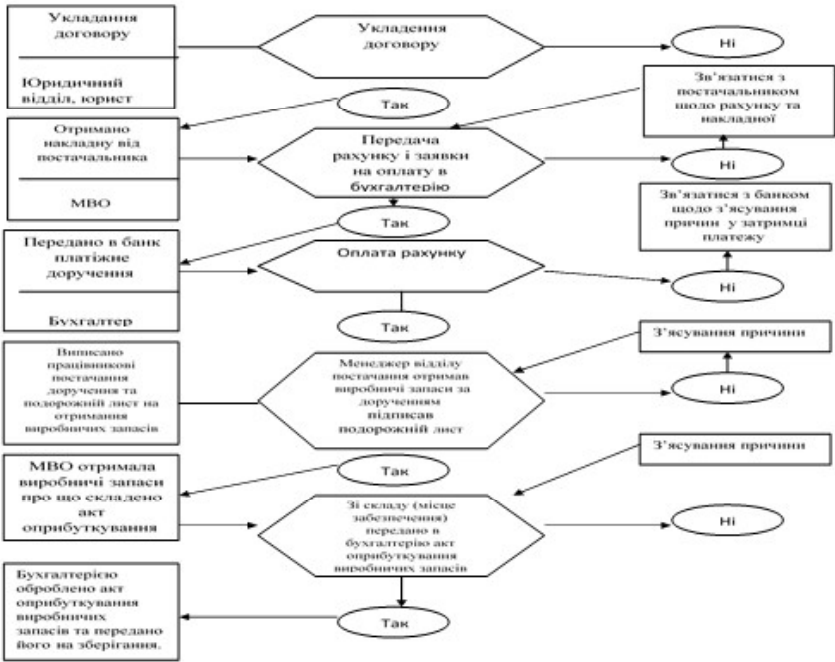 Укладання
договору
Юридичний
відділ, юрист
Укладення
договору
Ні
Так
Зв’язатися з
постачальником
щодо рахунку та
накладної
Отримано
накладну від
постачальника
МВО
Передача
рахунку і заявки
на оплату в
бухгалтерію
Ні
Так
Зв’язатися з банком
щодо з’ясування
причин у затримці
платежу
Передано в банк
платіжне
доручення
Бухгалтер
Оплата рахунку
Ні
Так
З’ясування причини
Виписано
працівникові
постачання
доручення та
подорожній лист на
отримання
виробничих запасів
Менеджер відділу
постачання отримав
виробничі запаси за
дорученням
підписав
подорожній лист
Ні
Так
З’ясування причини
МВО отримала
виробничі запаси
про що складено
акт
оприбуткування
Зі складу (місце
забезпечення)
передано в
бухгалтерію акт
оприбуткування
виробничих запасів
Ні
Бухгалтерією
оброблено акт
оприбуткування
виробничих
запасів та передано
його на зберігання.
Так